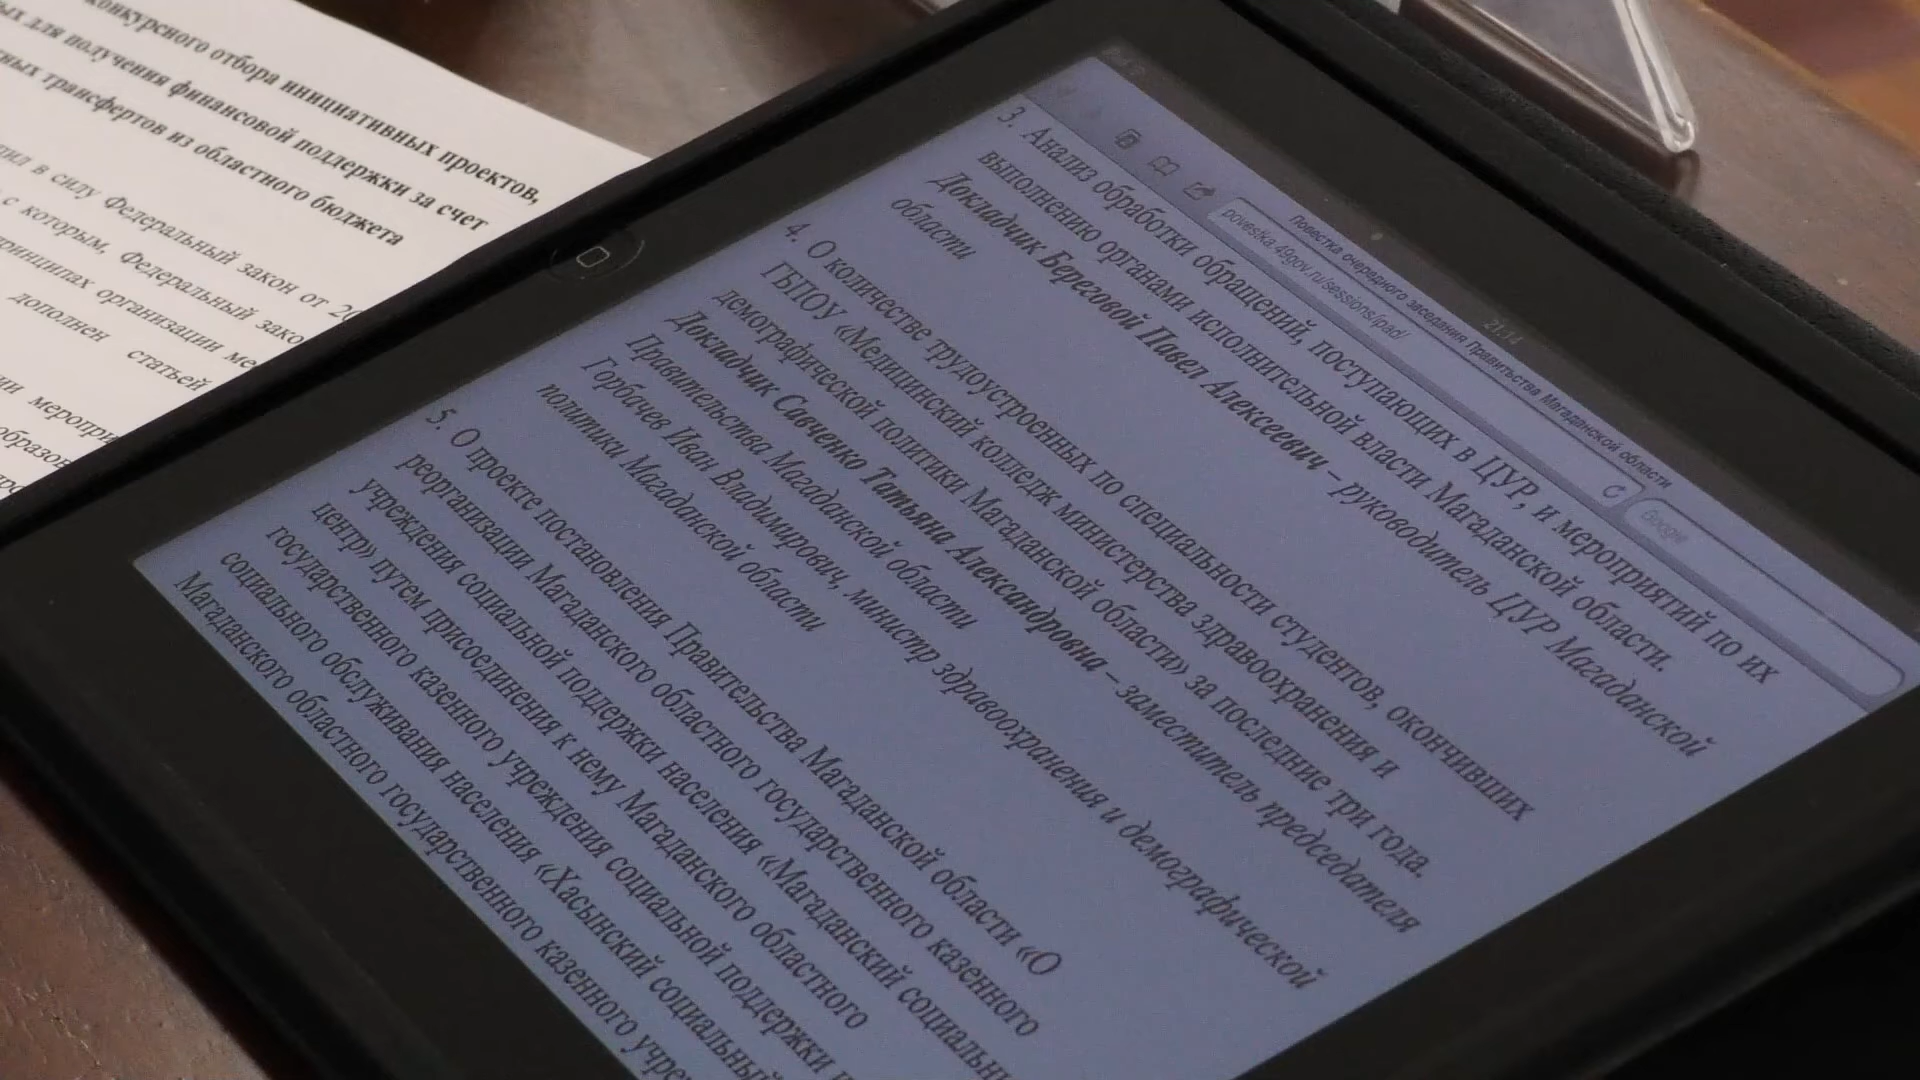 конкурсного отбора инициативных проектов,
для получения финансовой поддержки за счет
трансфертов из областного бюджета
в силу Федеральный закон от
с которым, Федеральный
принципах организации
дополнен статьей
21:14
Повестка очередного заседания Правительства Магаданской области
povestka.49gov.ru/sessions/ipad/
Google
3. Анализ обработки обращений, поступающих в ЦУР, и мероприятий по их
выполнению органами исполнительной власти Магаданской области.
Докладчик Береговой Павел Алексеевич – руководитель ЦУР Магаданской
области
4. О количестве трудоустроенных по специальности студентов, окончивших
ГБПОУ «Медицинский колледж министерства здравоохранения и
демографической политики Магаданской области» за последние три года.
Докладчик Савченко Татьяна Александровна – заместитель председателя
Правительства Магаданской области
Горбачев Иван Владимирович, министр здравоохранения и демографической
политики Магаданской области
5. О проекте постановления Правительства Магаданской области «О
реорганизации Магаданского областного государственного казенного
учреждения социальной поддержки населения «Магаданский социальный
центр» путем присоединения к нему Магаданского областного
государственного казенного учреждения социальной поддержки и
социального обслуживания населения «Хасынский социальный
Магаданского областного государственного казенного